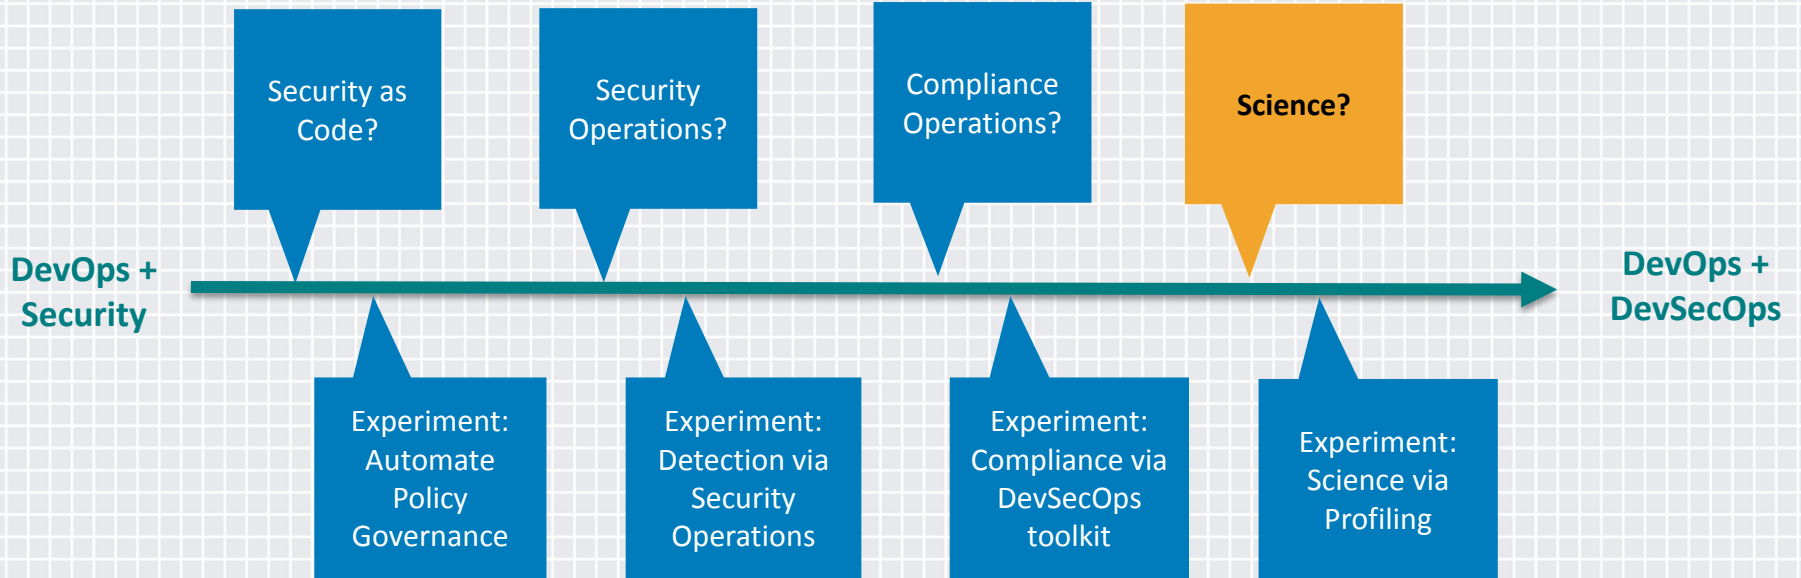 Security as
Code?
Security
Operations?
Compliance
Operations?
Science?
DevOps +
Security
DevOps +
DevSecOps
Experiment:
Automate
Policy
Governance
Experiment:
Detection via
Security
Operations
Experiment:
Compliance via
DevSecOps
toolkit
Experiment:
Science via
Profiling